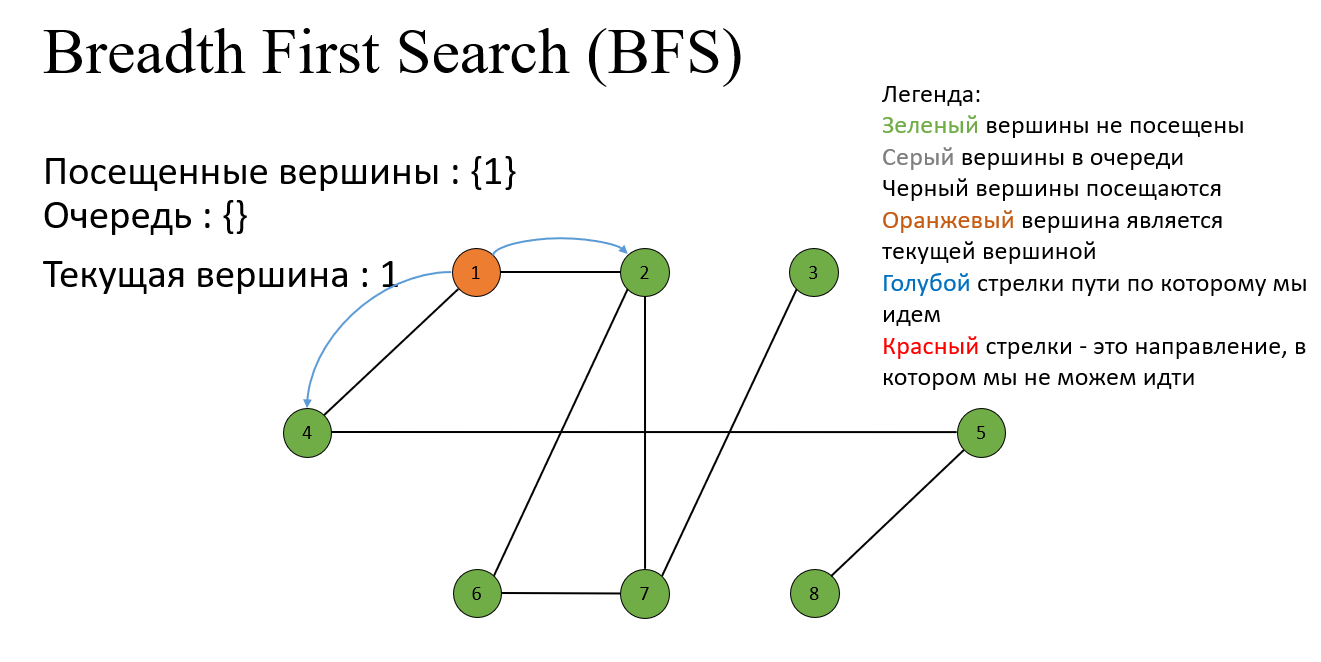 Breadth First Search (BFS)
Легенда:
Зеленый вершины не посещены
Серый вершины в очереди
Черный вершины посещаются
Оранжевый вершина является
текущей вершиной
Голубой стрелки пути по которому мы
идем
Красный стрелки - это направление, в
котором мы не можем идти
Посещенные вершины : {1}
Очередь : {}
Текущая вершина : 1
1
2
3
4
5
6
7
8